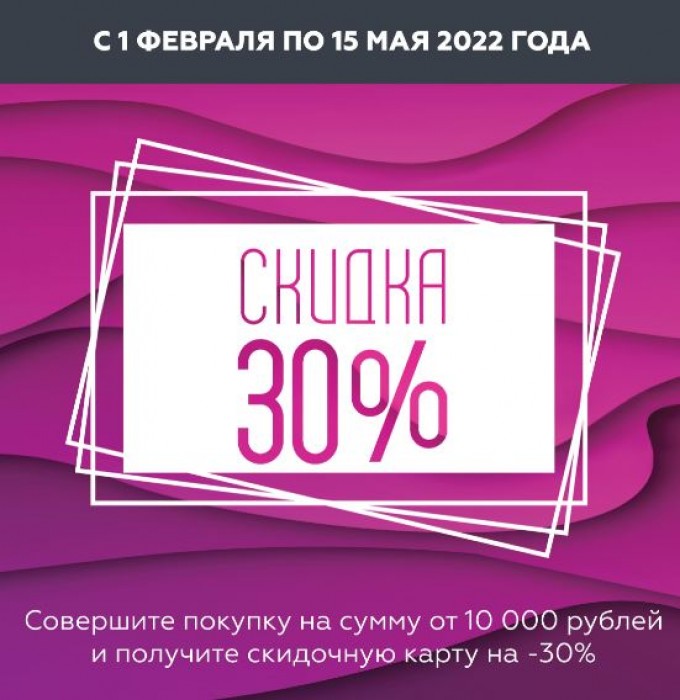 С 1 ФЕВРАЛЯ ПО 15 МАЯ 2022 ГОДА
СКИДКА
30%
Совершите покупку на сумму от 10 000 рублей
и получите скидочную карту на -30%